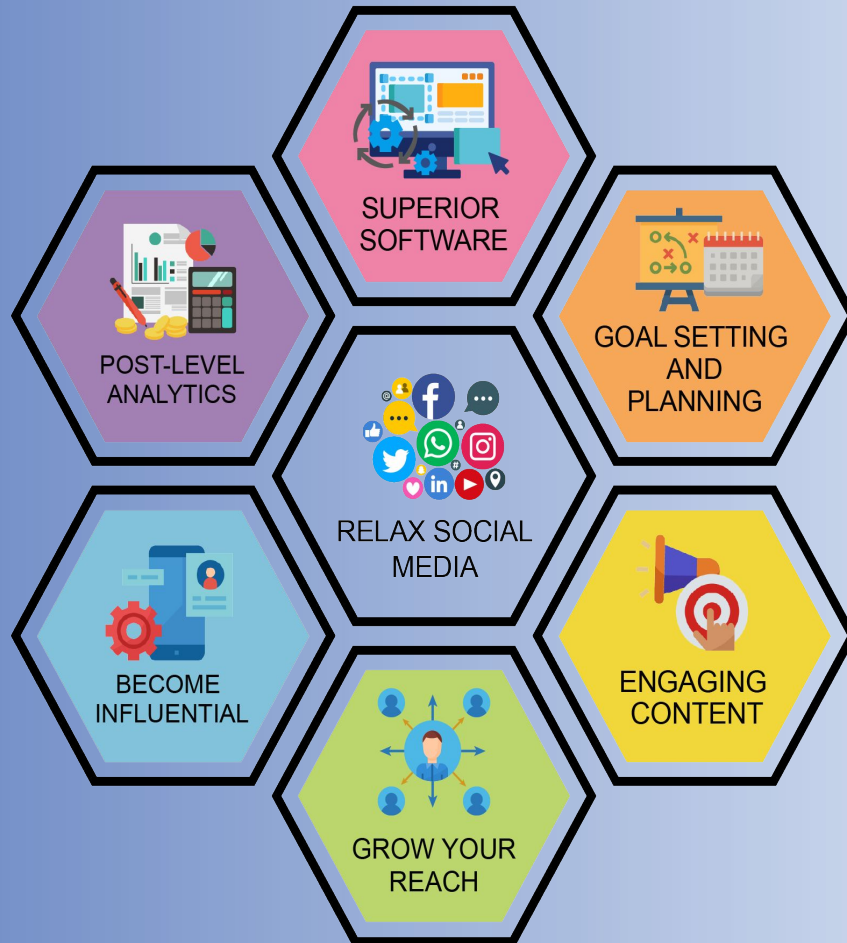 SUPERIOR
SOFTWARE
POST-LEVEL
ANALYTICS
GOAL SETTING
AND
PLANNING
RELAX SOCIAL
MEDIA
BECOME
INFLUENTIAL
ENGAGING
CONTENT
GROW YOUR
REACH